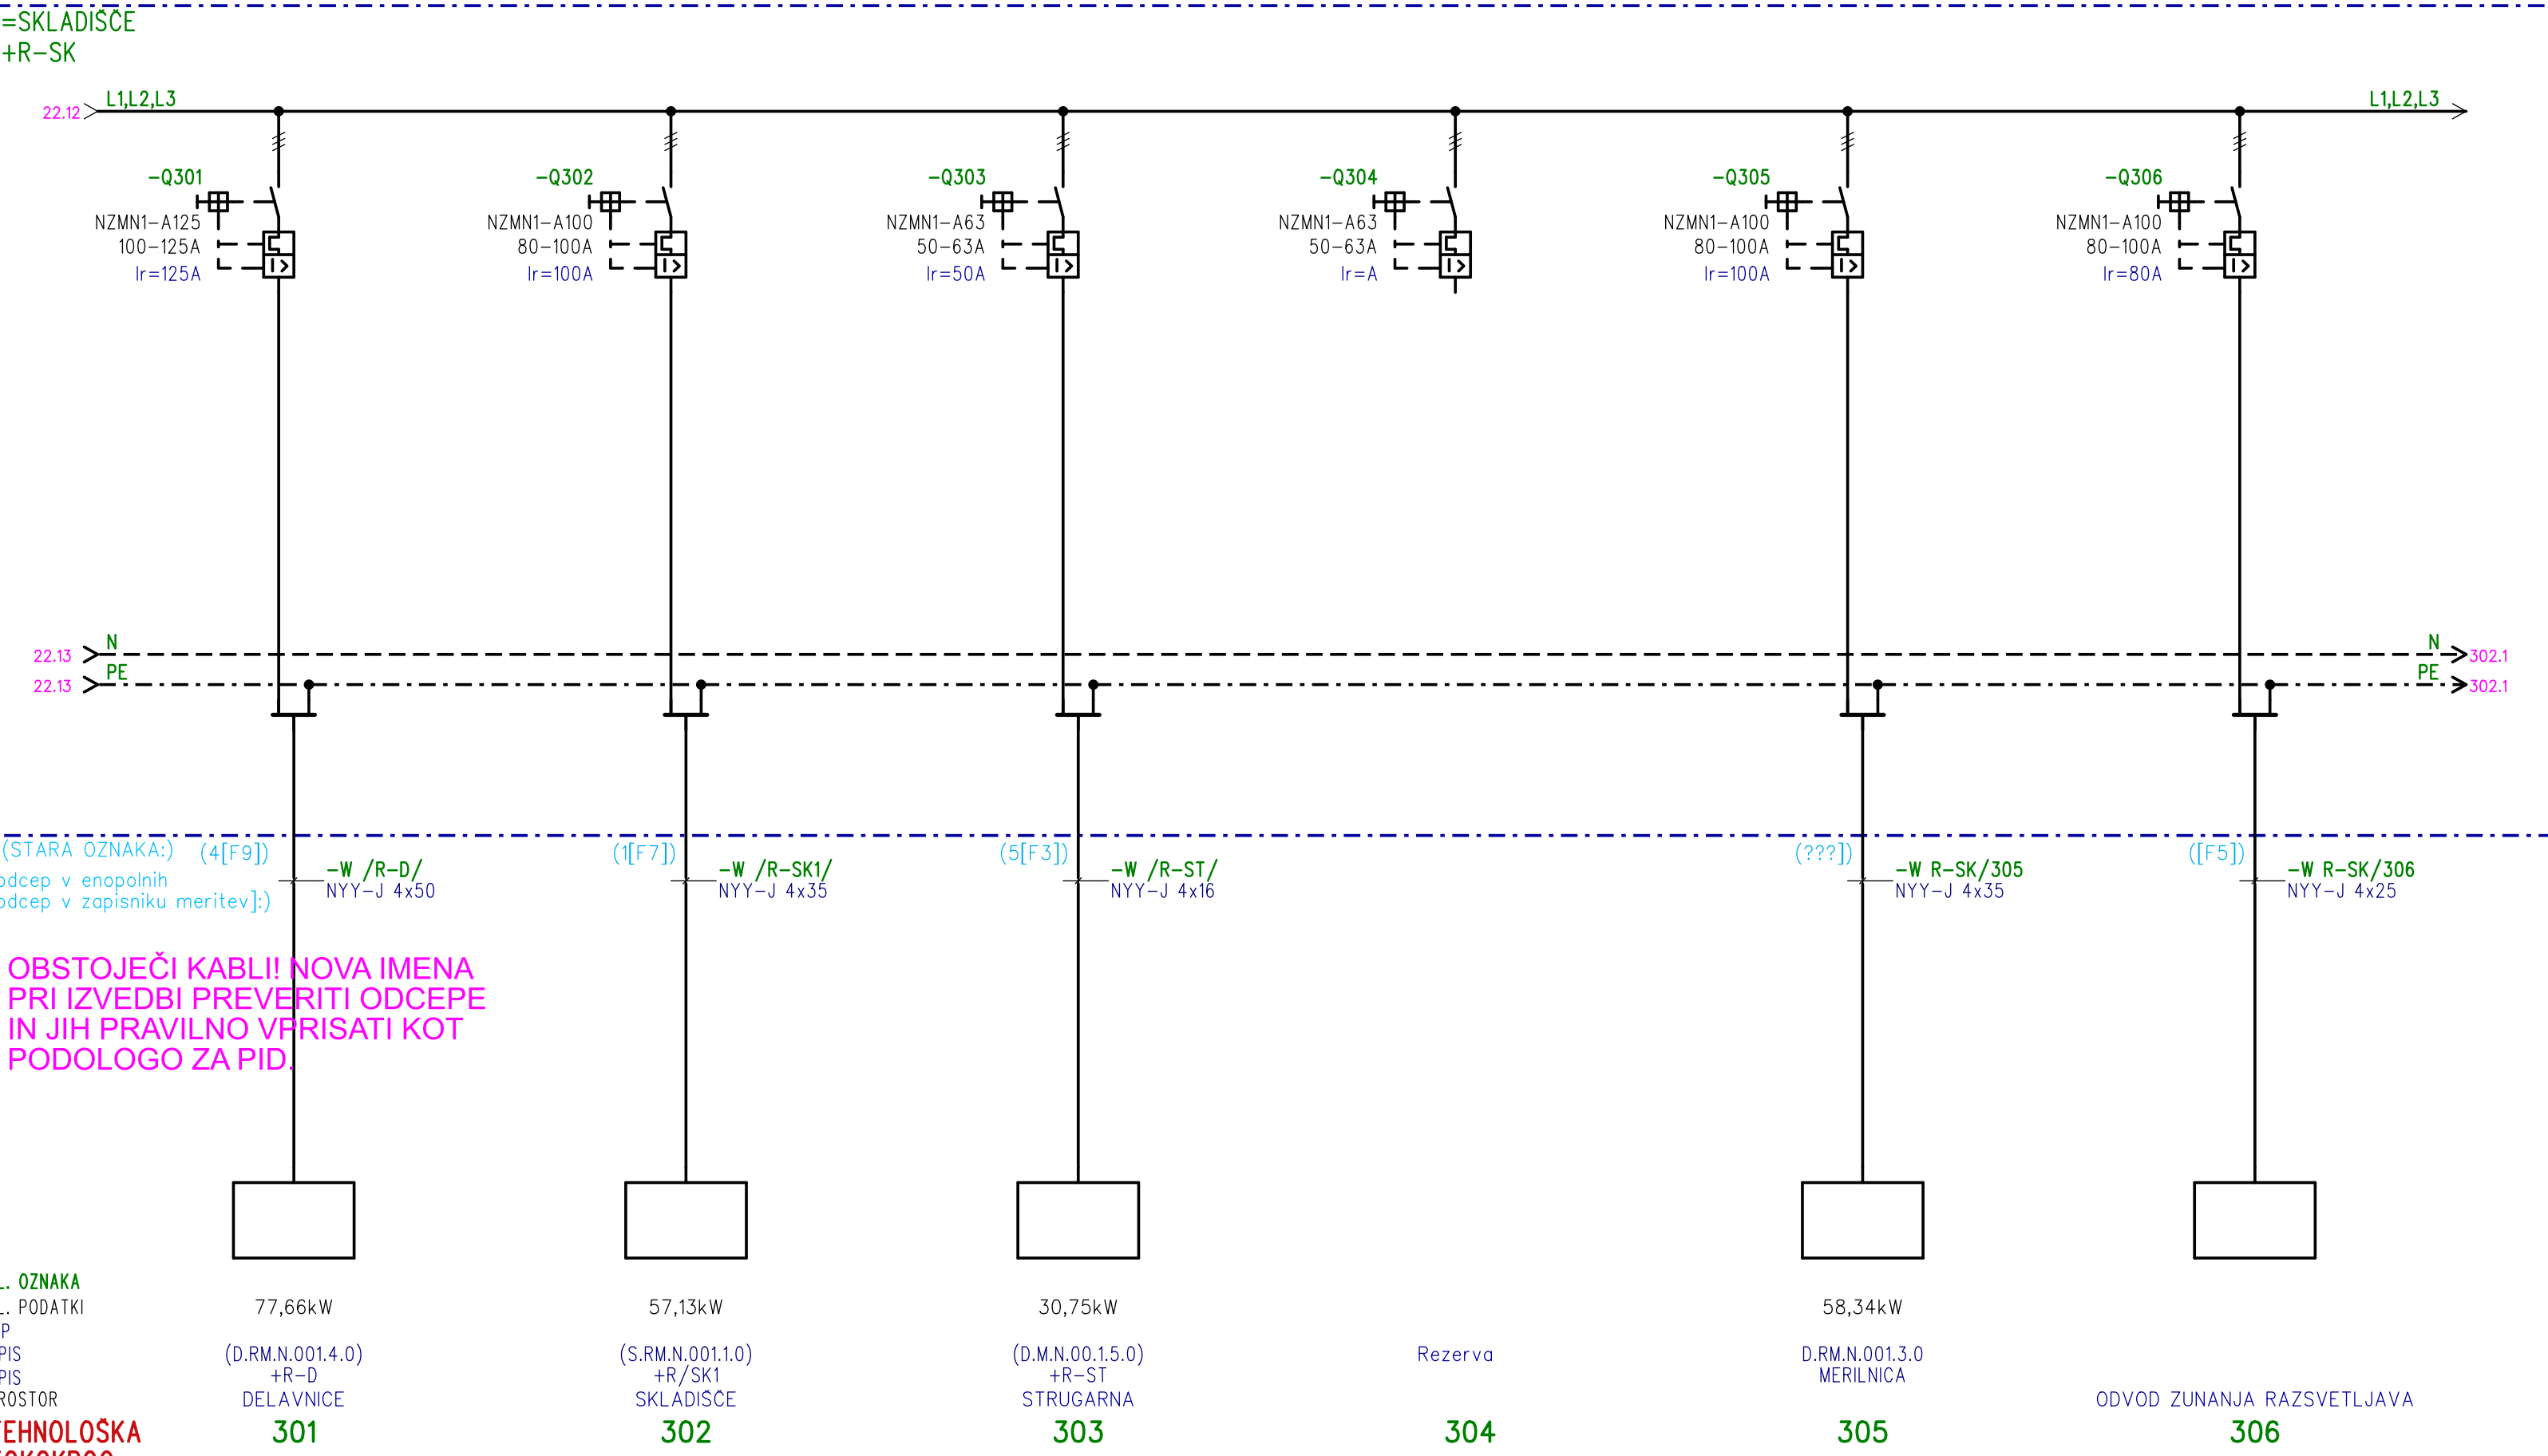 =SKLADIŠČE
+R-SK
22.12
L1,L2,L3
L1,L2,L3
-Q301
NZMN1-A125
100-125A
Ir=125A
-Q302
NZMN1-A100
80-100A
Ir=100A
-Q303
NZMN1-A63
50-63A
Ir=50A
-Q304
NZMN1-A63
50-63A
Ir=A
-Q305
NZMN1-A100
80-100A
Ir=100A
-Q306
NZMN1-A100
80-100A
Ir=80A
22.13
N
N
302.1
22.13
PE
PE
302.1
(STARA OZNAKA:)
odcep v enopolnih
odcep v zapisniku meritev]:)
(4[F9])
-W /R-D/
NYY-J 4x50
(1[F7])
-W /R-SK1/
NYY-J 4x35
(5[F3])
-W /R-ST/
NYY-J 4x16
(???])
-W R-SK/305
NYY-J 4x35
([F5])
-W R-SK/306
NYY-J 4x25
OBSTOJEČI KABLI! NOVA IMENA
PRI IZVEDBI PREVERITI ODCEPE
IN JIH PRAVILNO VPRISATI KOT
PODOLOGO ZA PID.
L. OZNAKA
L. PODATKI
P
PIS
PIS
ROSTOR
TEHNOLOŠKA
77,66kW
(D.RM.N.001.4.0)
+R-D
DELAVNICE
301
57,13kW
(S.RM.N.001.1.0)
+R/SK1
SKLADIŠČE
302
30,75kW
(D.M.N.00.1.5.0)
+R-ST
STRUGARNA
303
Rezerva
304
58,34kW
D.RM.N.001.3.0
MERILNICA
305
ODVOD ZUNANJA RAZSVETLJAVA
306